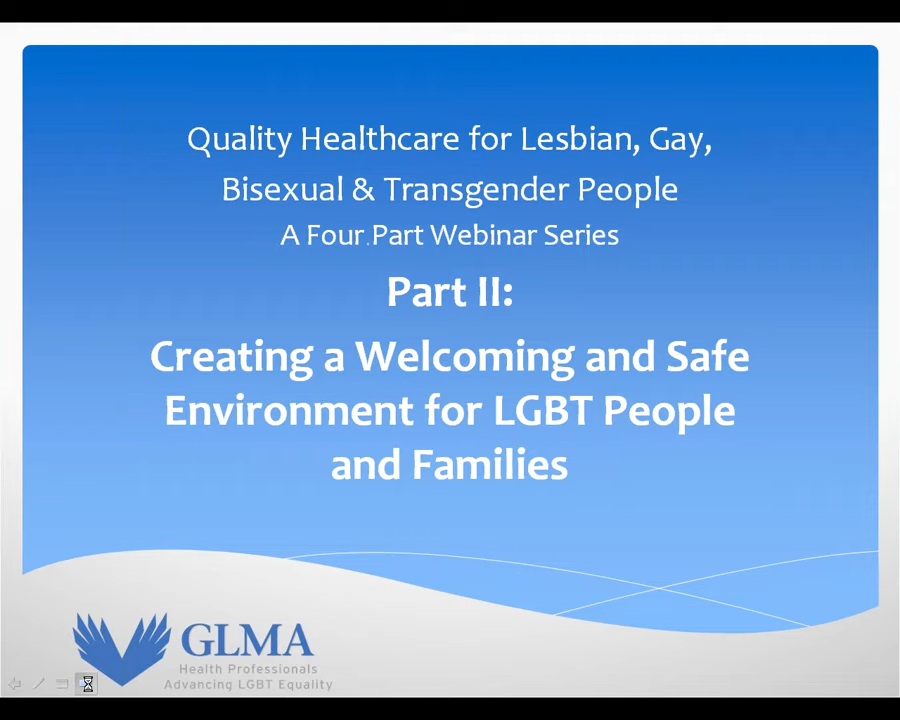 Quality Healthcare for Lesbian, Gay,
Bisexual & Transgender People
A Four Part Webinar Series
Part II:
Creating a Welcoming and Safe
Environment for LGBT People
and Families
GLMA
Health Professionals
Advancing LGBT Equality